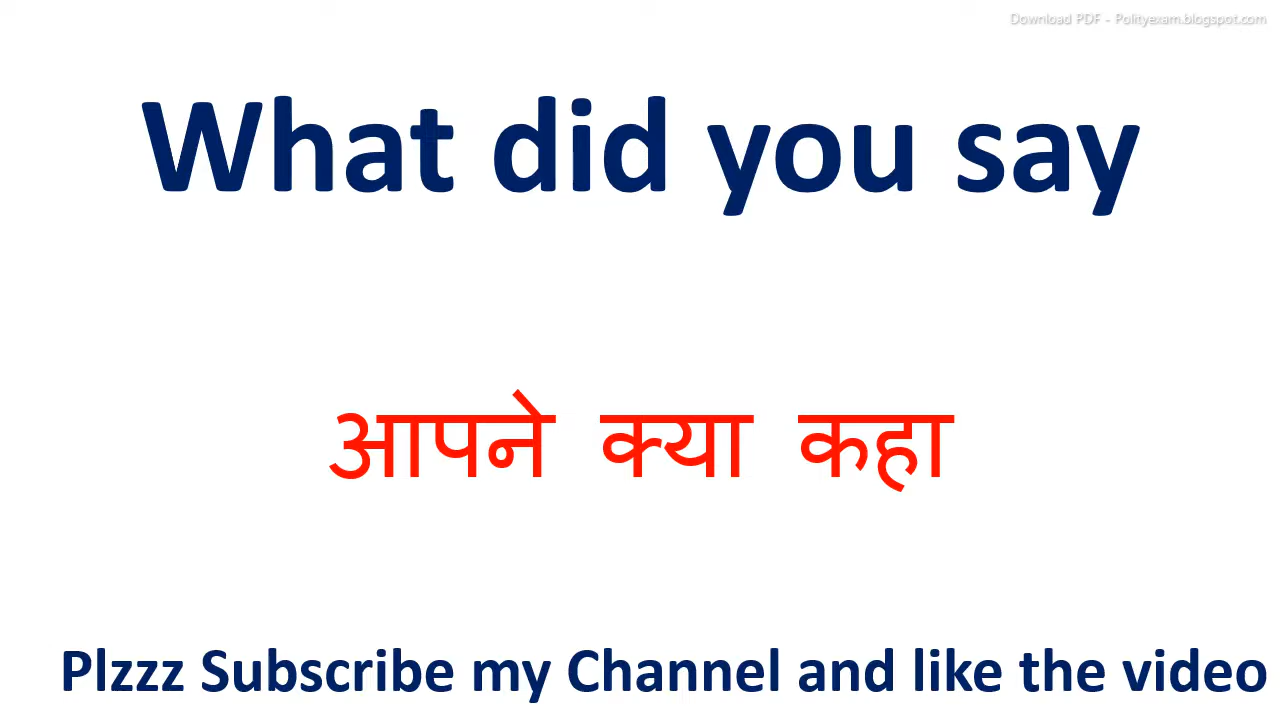 Download PDF - Polityexam.blogspot.com
What did you say
आपने क्या कहा
Plzzz Subscribe my Channel and like the video